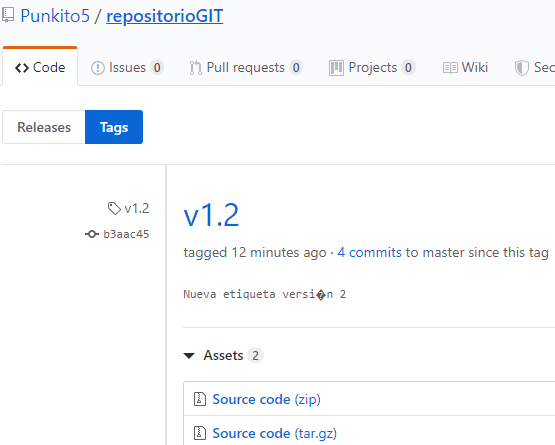 Punkito5 / repositorioGIT
Code Issues 0 Pull requests 0 Projects 0 Wiki Sec
Releases Tags
v1.2
b3aac45
v1.2
tagged 12 minutes ago · 4 commits to master since this tag
Nueva etiqueta versi�n 2
Assets 2
Source code (zip)
Source code (tar.gz)